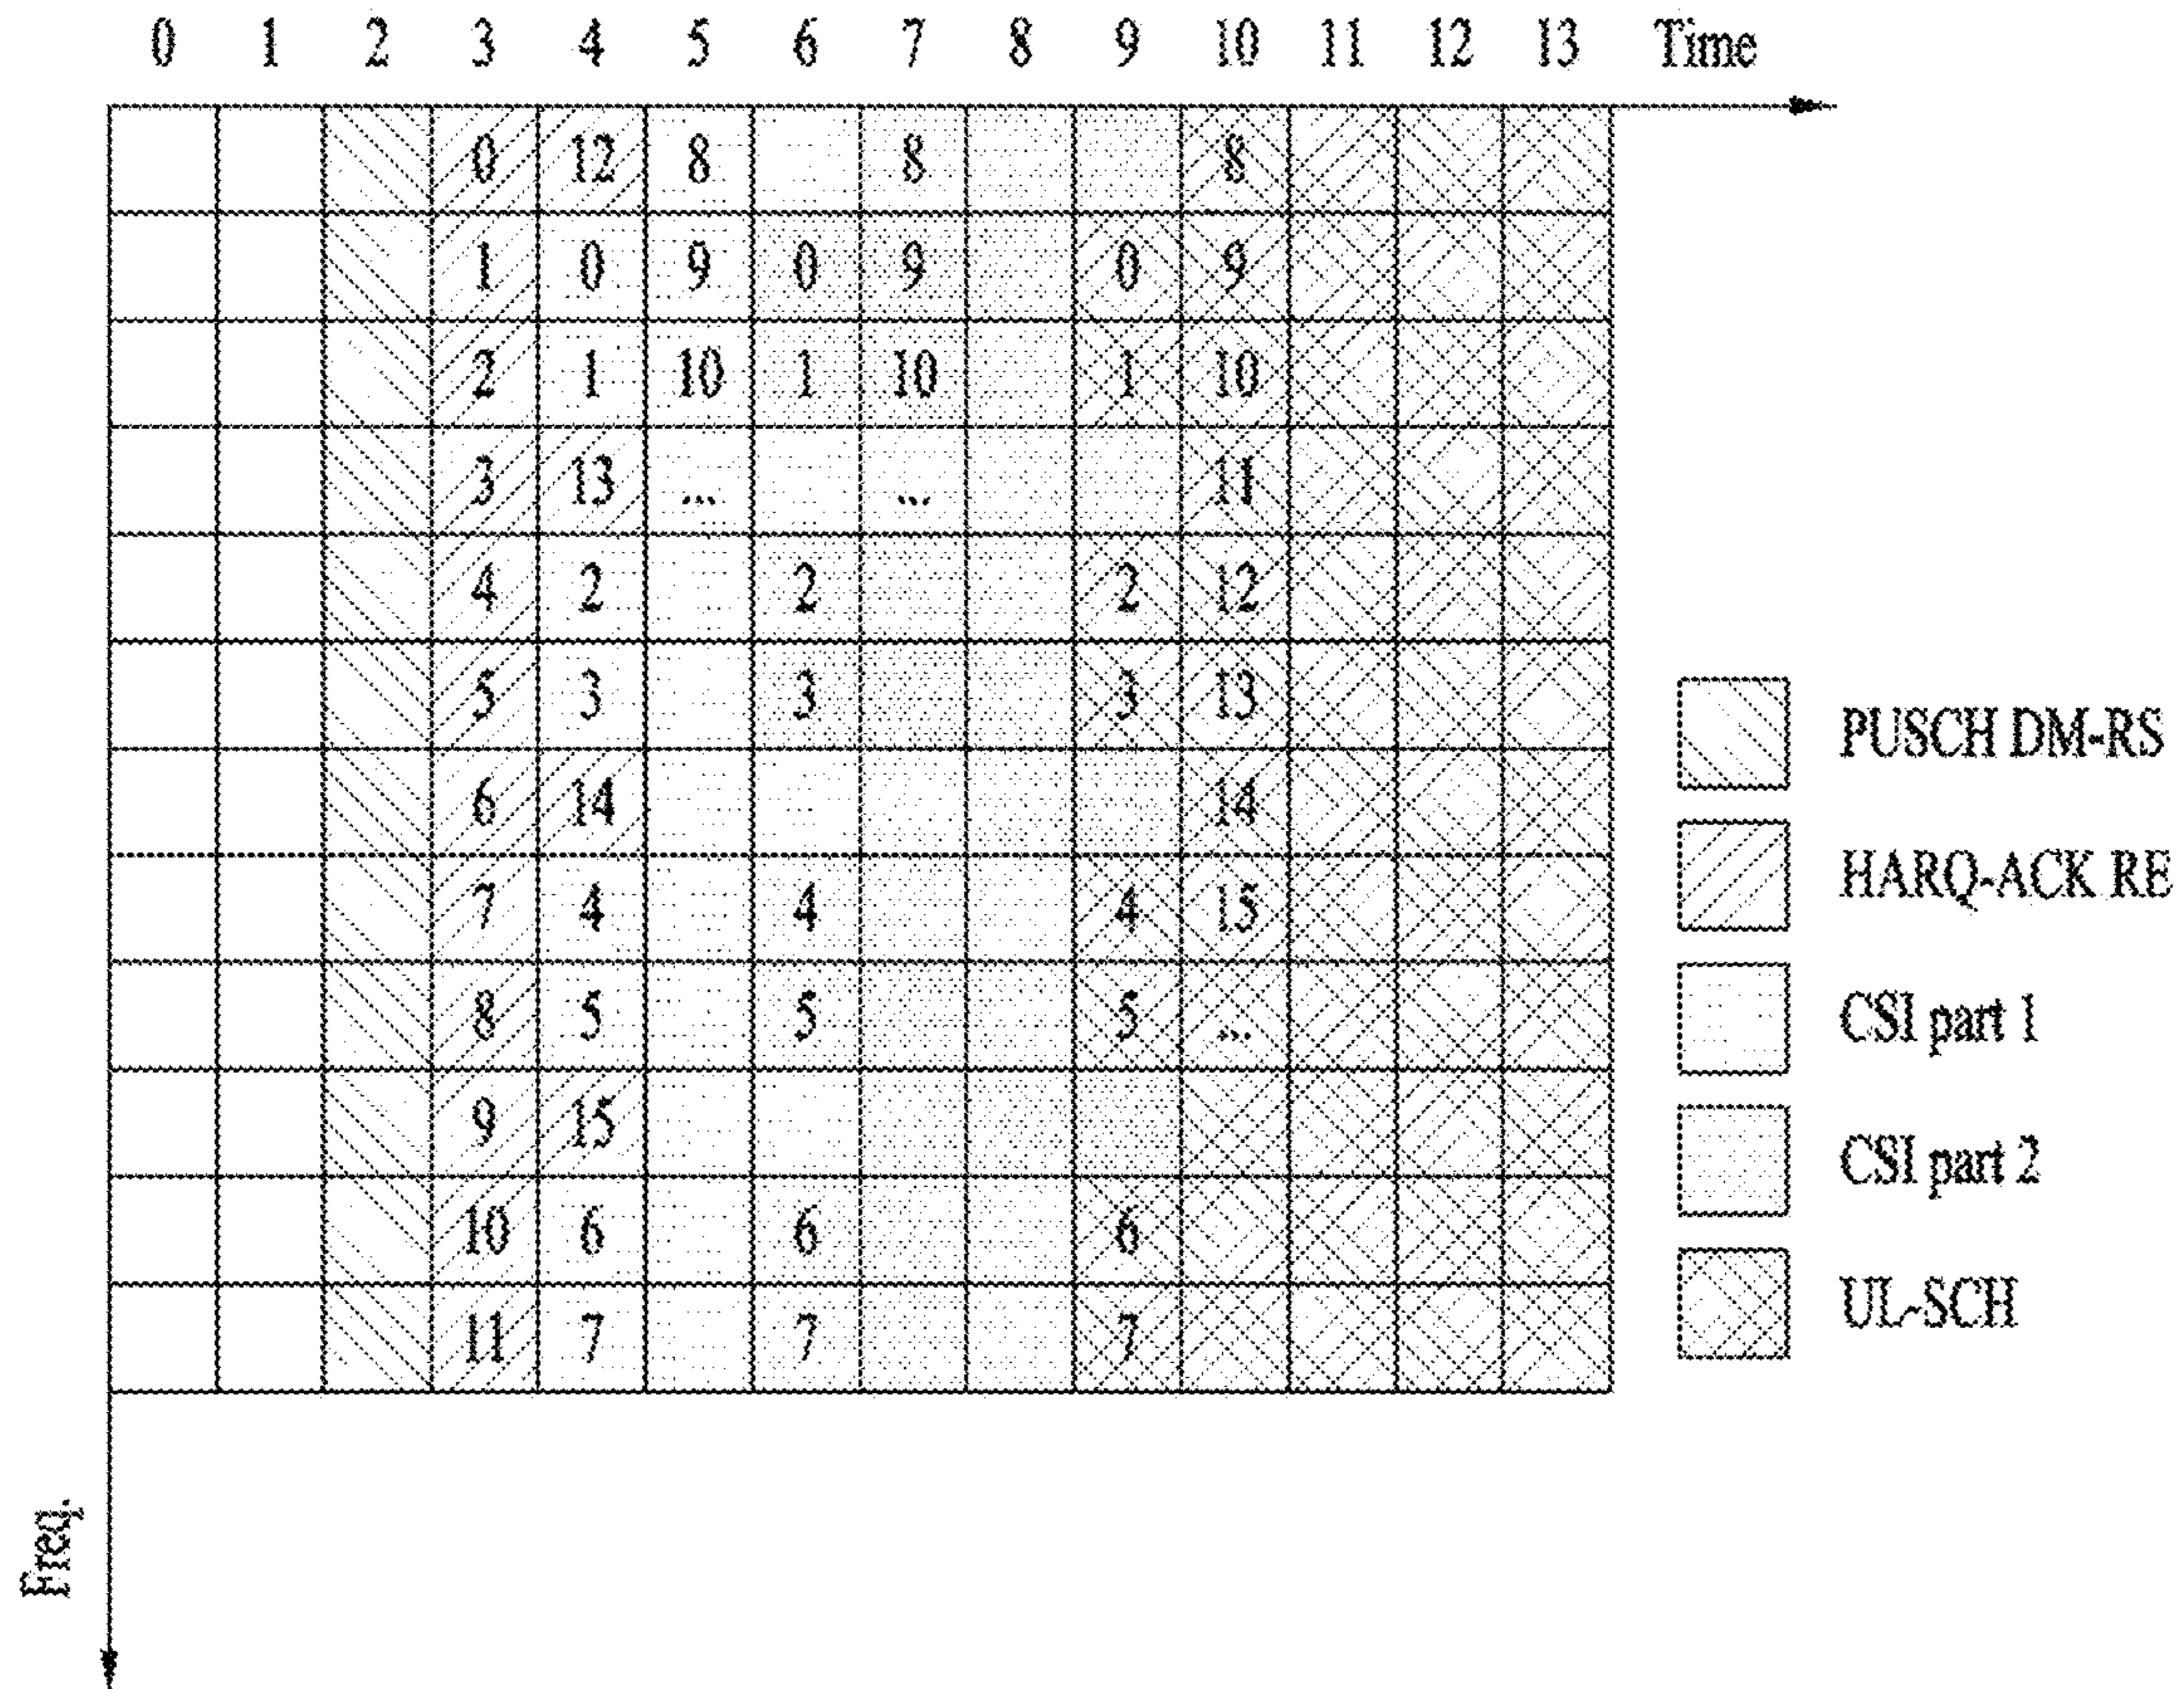 0 1 2 3 4 5 6 7 8 9 10 11 12 13 Time
0 12 8 8 8
1 0 9 0 9 0 9
2 1 10 1 10 1 10
3 13 ... ... 11
4 2 2 2 12
5 3 3 3 13
6 14 14
7 4 4 4 15
8 5 5 5 ...
9 15
10 6 6 6
11 7 7 7
PUSCH DM-RS
HARQ-ACK RE
CSI part 1
CSI part 2
UL-SCH
Freq.